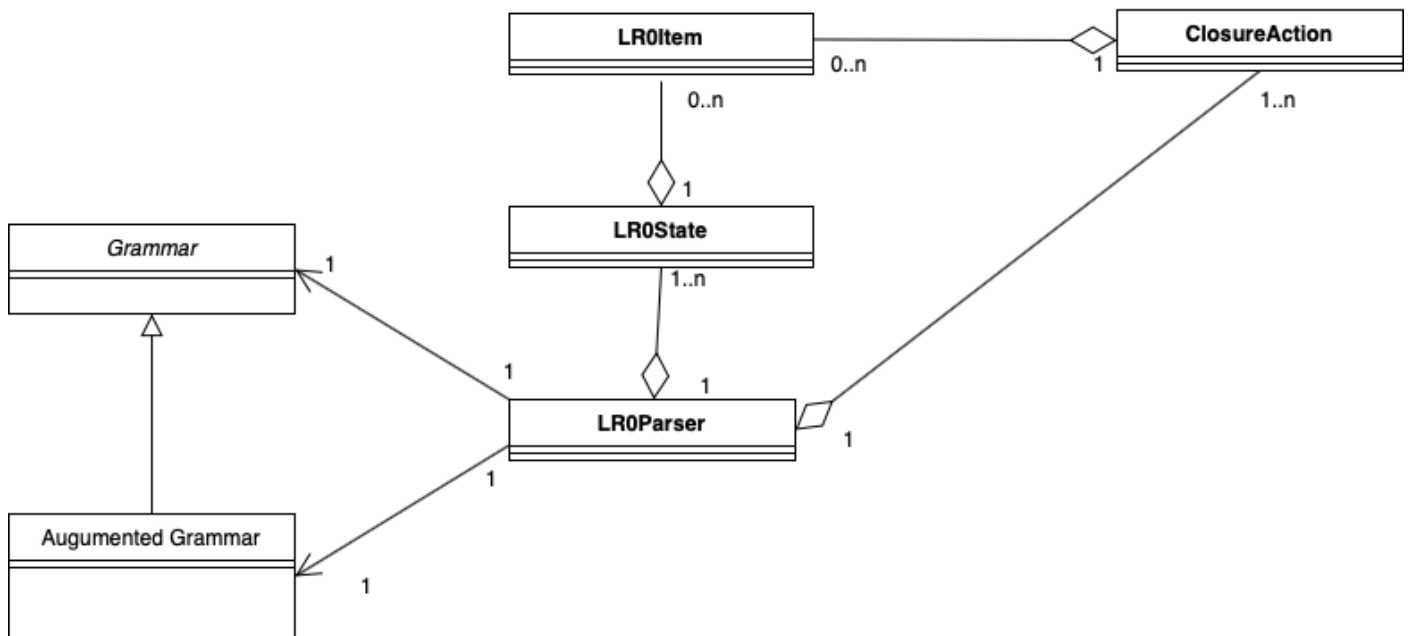 LR0Item
ClosureAction
0..n
1
0..n
1..n
1
LR0State
Grammar
1
1..n
1
1
LR0Parser
1
1
Augumented Grammar
1